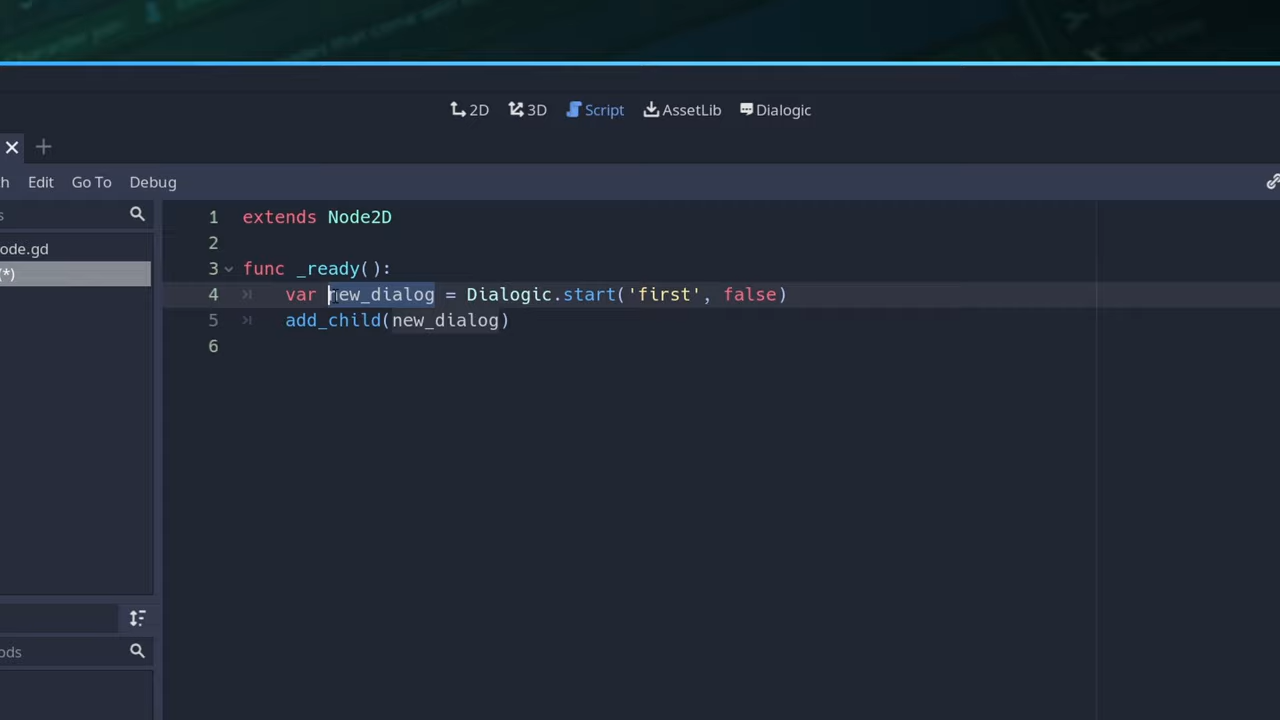 2D 3D Script AssetLib Dialogic
h Edit Go To Debug
s
ode.gd
(*)
1 extends Node2D
2
3 func _ready():
4 var new_dialog = Dialogic.start('first', false)
5 add_child(new_dialog)
6
ods